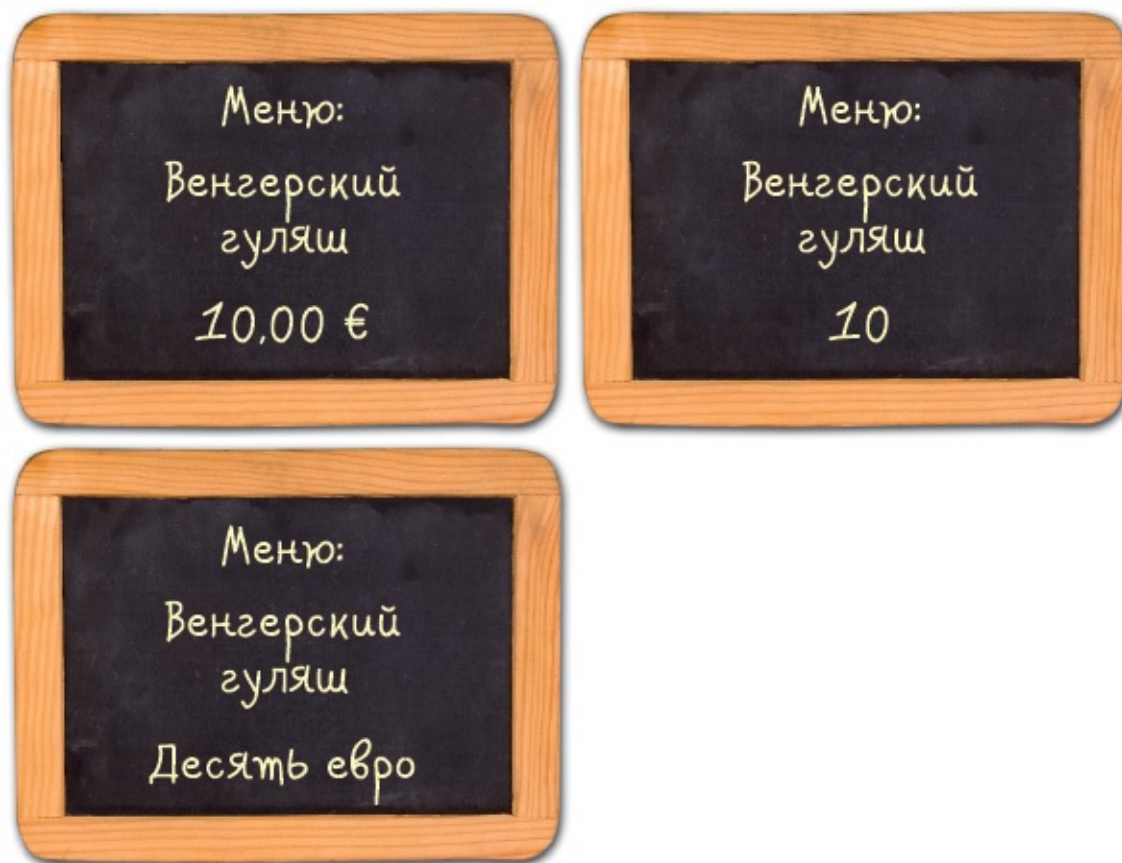 Меню:
Венгерский
гуляш
10,00 €
Меню:
Венгерский
гуляш
10
Меню:
Венгерский
гуляш
Десять евро